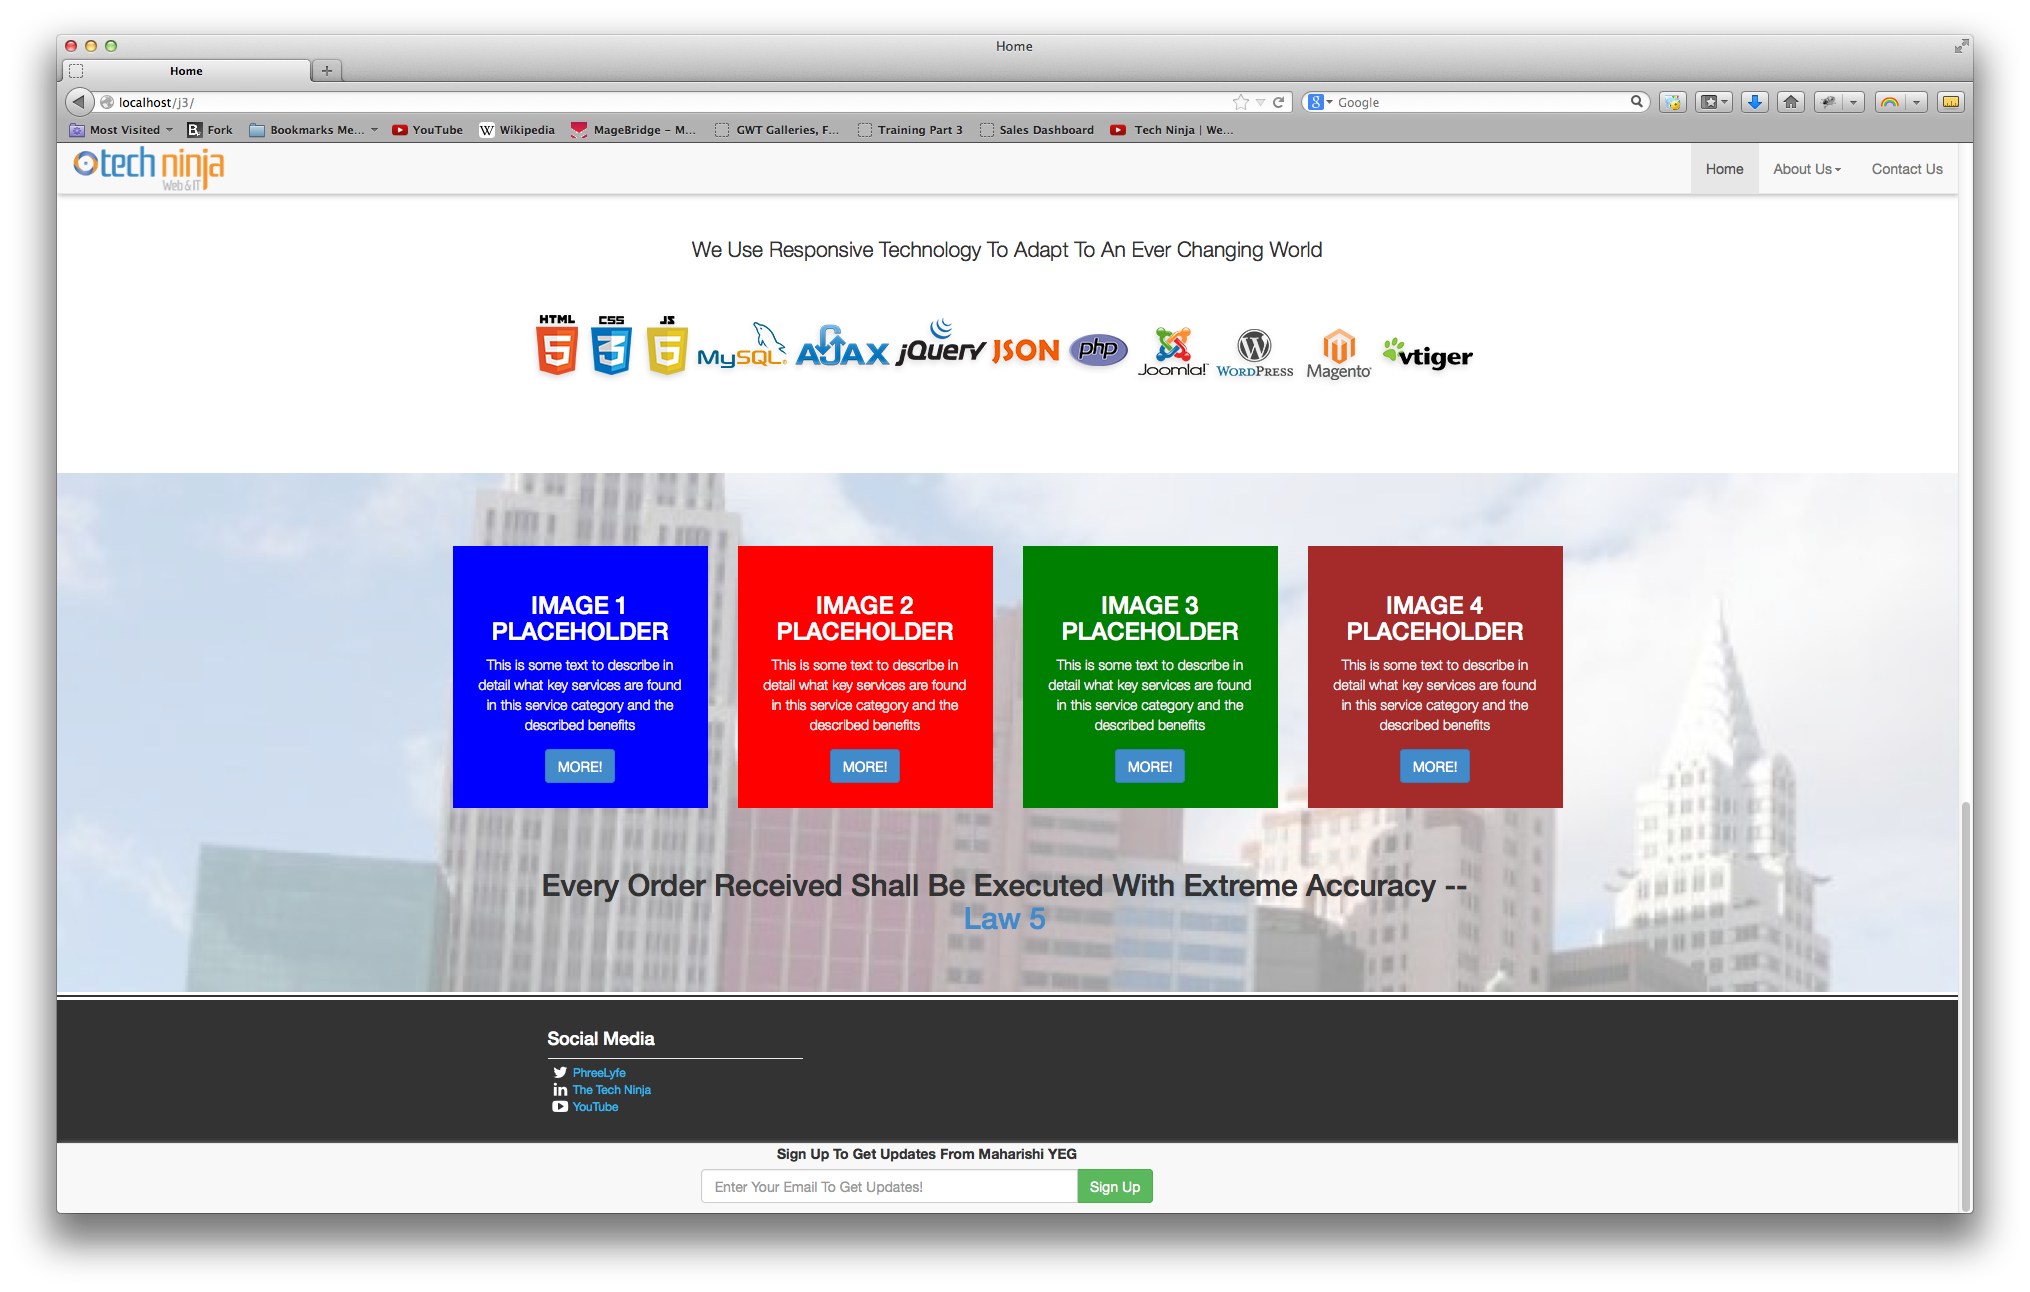 Home
Home
localhost/j3/
Google
Most Visited
Fork
Bookmarks Me...
YouTube
Wikipedia
MageBridge – M...
GWT Galleries, F...
Training Part 3
Sales Dashboard
Tech Ninja | We...
tech ninja
Web & IT
Home
About Us
Contact Us
We Use Responsive Technology To Adapt To An Ever Changing World
HTML 5
CSS 3
JS 5
MySQL
AJAX
jQuery
JSON
php
Joomla!
WORDPRESS
Magento
vtiger
IMAGE 1
PLACEHOLDER
This is some text to describe in
detail what key services are found
in this service category and the
described benefits
MORE!
IMAGE 2
PLACEHOLDER
This is some text to describe in
detail what key services are found
in this service category and the
described benefits
MORE!
IMAGE 3
PLACEHOLDER
This is some text to describe in
detail what key services are found
in this service category and the
described benefits
MORE!
IMAGE 4
PLACEHOLDER
This is some text to describe in
detail what key services are found
in this service category and the
described benefits
MORE!
Every Order Received Shall Be Executed With Extreme Accuracy --
Law 5
Social Media
PhreeLyfe
The Tech Ninja
YouTube
Sign Up To Get Updates From Maharishi YEG
Enter Your Email To Get Updates!
Sign Up